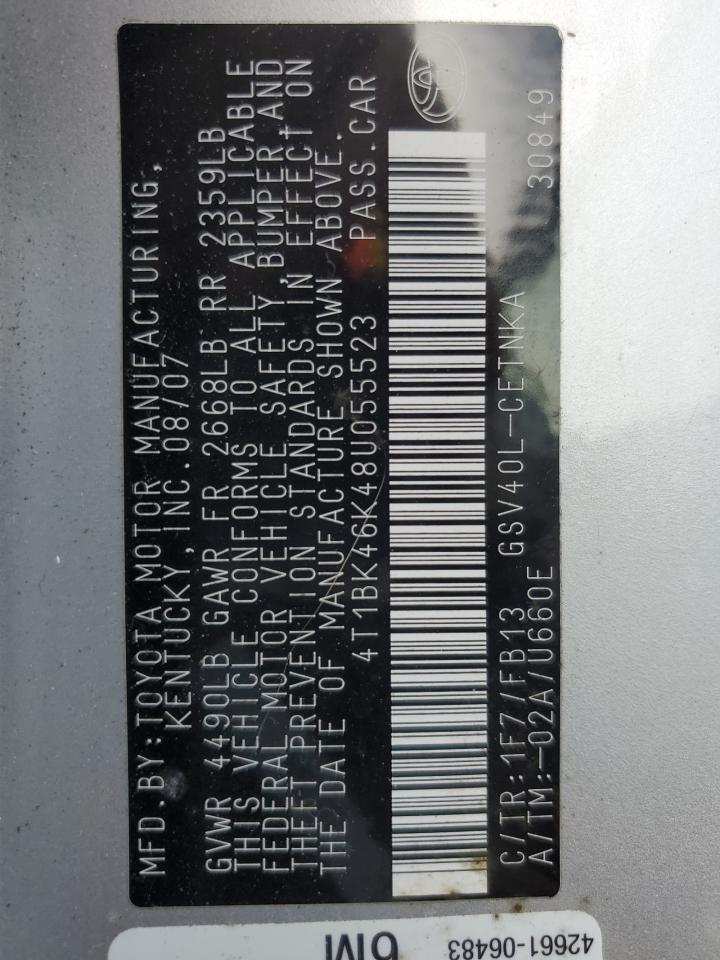 MFD.BY:TOYOTA MOTOR MANUFACTURING,
KENTUCKY, INC.08/07
GVWR 4490LB GAWR FR 2668LB RR 2359LB
THIS VEHICLE CONFORMS TO ALL APPLICABLE
FEDERAL MOTOR VEHICLE SAFETY, BUMPER AND
THEFT PREVENTION STANDARDS IN EFFECT ON
THE DATE OF MANUFACTURE SHOWN ABOVE.
4T1BK46K48U055523 PASS.CAR
C/TR:1F7/FB13 GSV40L-CETNKA 30849
A/TM:-02A/U660E
42661-06483